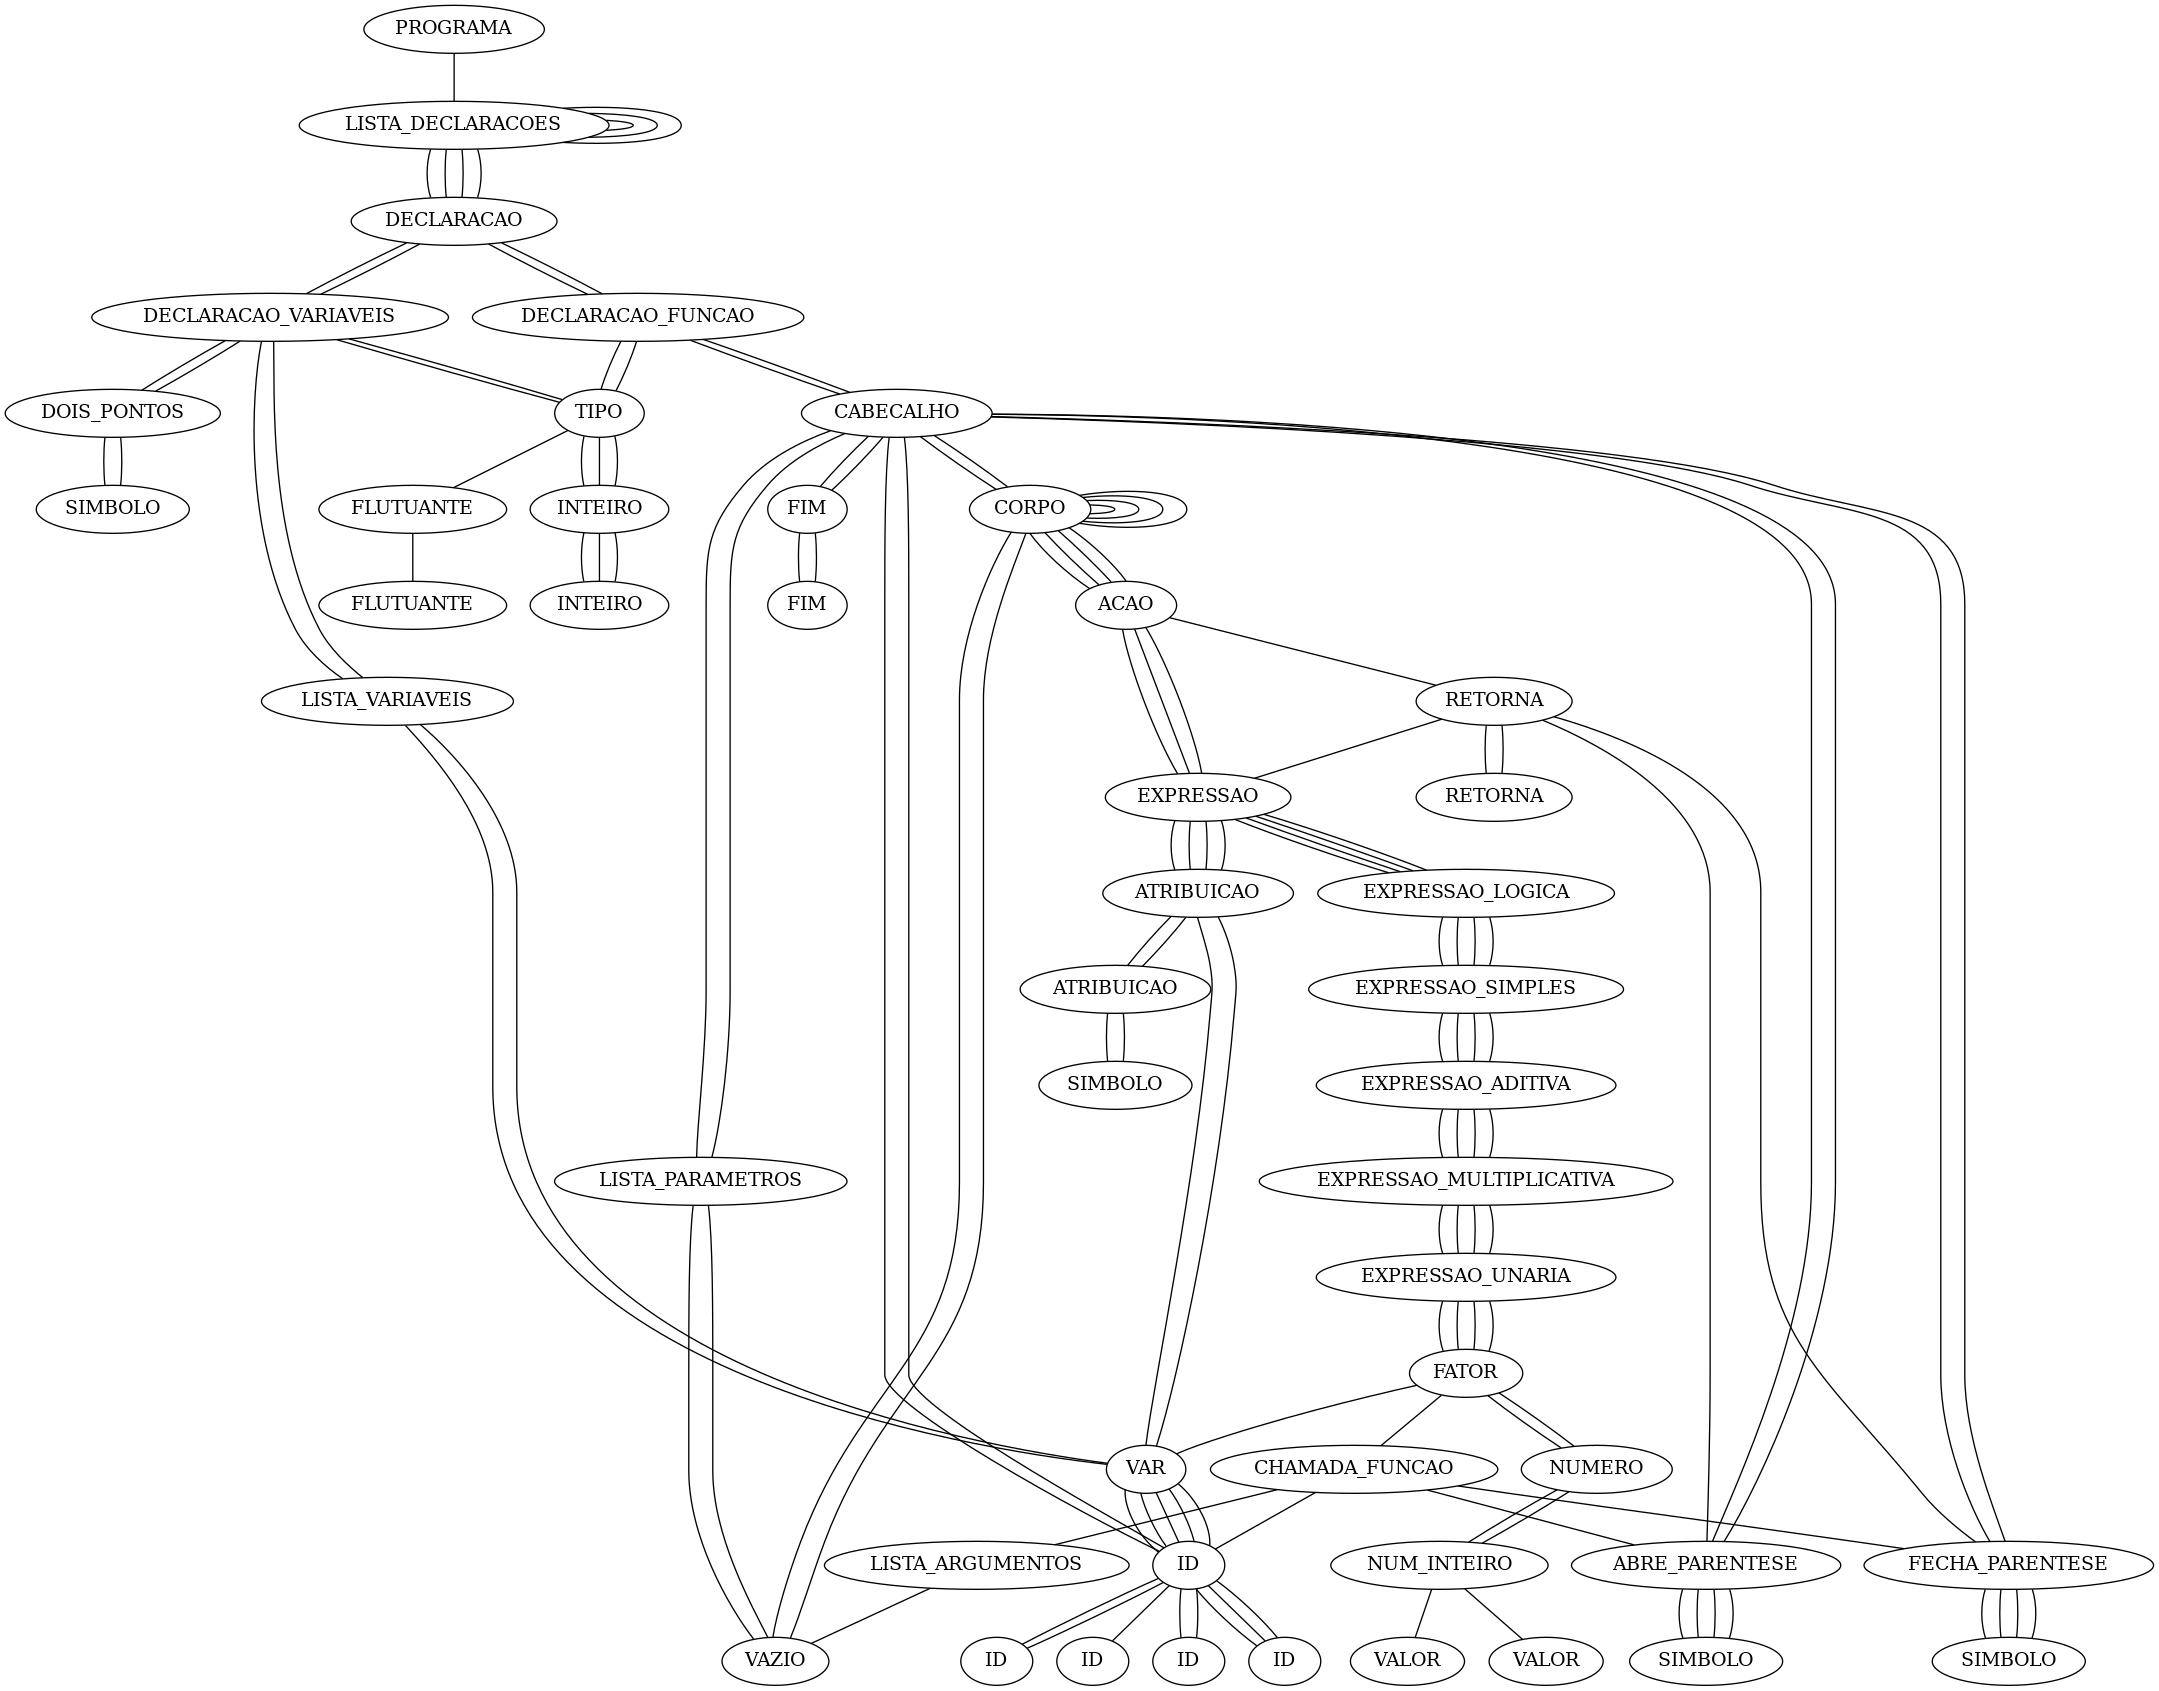 PROGRAMA
LISTA_DECLARACOES
DECLARACAO
DECLARACAO_VARIAVEIS
DECLARACAO_FUNCAO
DOIS_PONTOS
TIPO
CABECALHO
SIMBOLO
FLUTUANTE
INTEIRO
FIM
CORPO
FLUTUANTE
INTEIRO
FIM
ACAO
LISTA_VARIAVEIS
RETORNA
EXPRESSAO
RETORNA
ATRIBUICAO
EXPRESSAO_LOGICA
ATRIBUICAO
EXPRESSAO_SIMPLES
SIMBOLO
EXPRESSAO_ADITIVA
LISTA_PARAMETROS
EXPRESSAO_MULTIPLICATIVA
EXPRESSAO_UNARIA
FATOR
VAR
CHAMADA_FUNCAO
NUMERO
LISTA_ARGUMENTOS
ID
NUM_INTEIRO
ABRE_PARENTESE
FECHA_PARENTESE
VAZIO
ID
ID
ID
ID
VALOR
VALOR
SIMBOLO
SIMBOLO